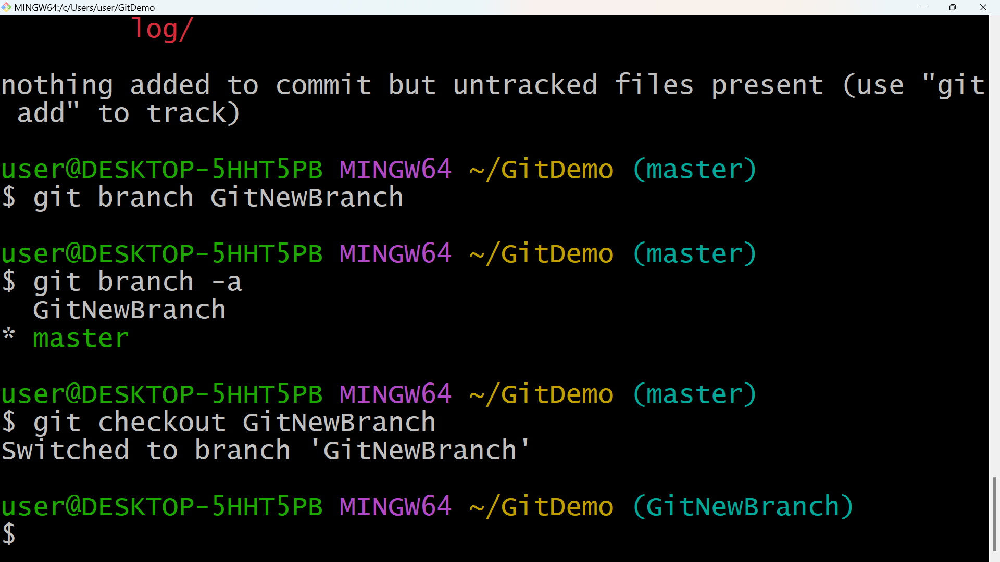 MINGW64:/c/Users/user/GitDemo
log/
nothing added to commit but untracked files present (use "git
 add" to track)
user@DESKTOP-5HHT5PB MINGW64 ~/GitDemo (master)
$ git branch GitNewBranch
user@DESKTOP-5HHT5PB MINGW64 ~/GitDemo (master)
$ git branch -a
  GitNewBranch
* master
user@DESKTOP-5HHT5PB MINGW64 ~/GitDemo (master)
$ git checkout GitNewBranch
Switched to branch 'GitNewBranch'
user@DESKTOP-5HHT5PB MINGW64 ~/GitDemo (GitNewBranch)
$